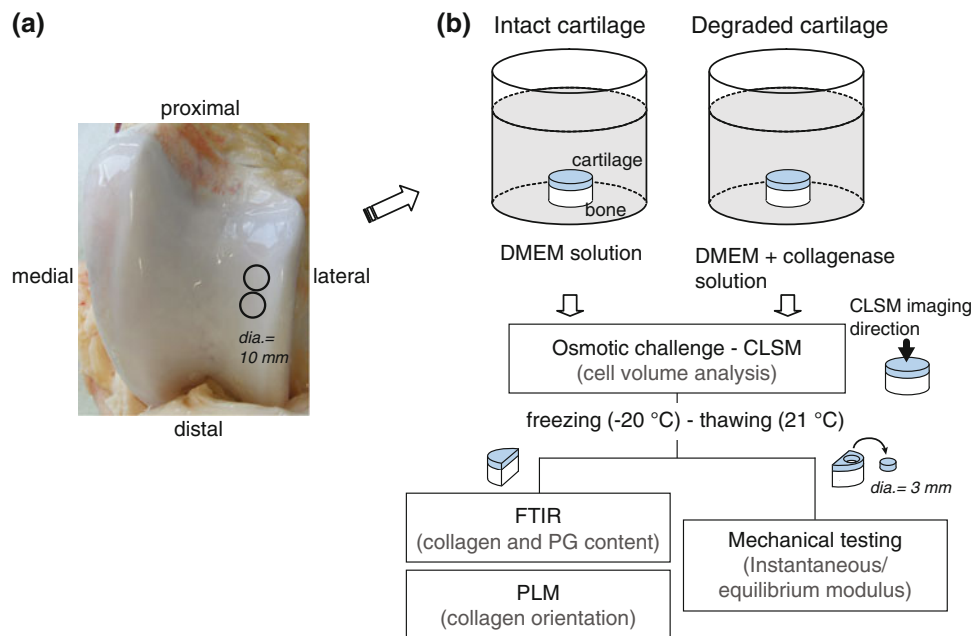 (a)
proximal
medial
lateral
dia.=
10 mm
distal
(b)
Intact cartilage
Degraded cartilage
cartilage
bone
DMEM solution
DMEM + collagenase
solution
CLSM imaging
direction
Osmotic challenge - CLSM
(cell volume analysis)
freezing (-20 °C) - thawing (21 °C)
dia.= 3 mm
FTIR
(collagen and PG content)
PLM
(collagen orientation)
Mechanical testing
(Instantaneous/
equilibrium modulus)